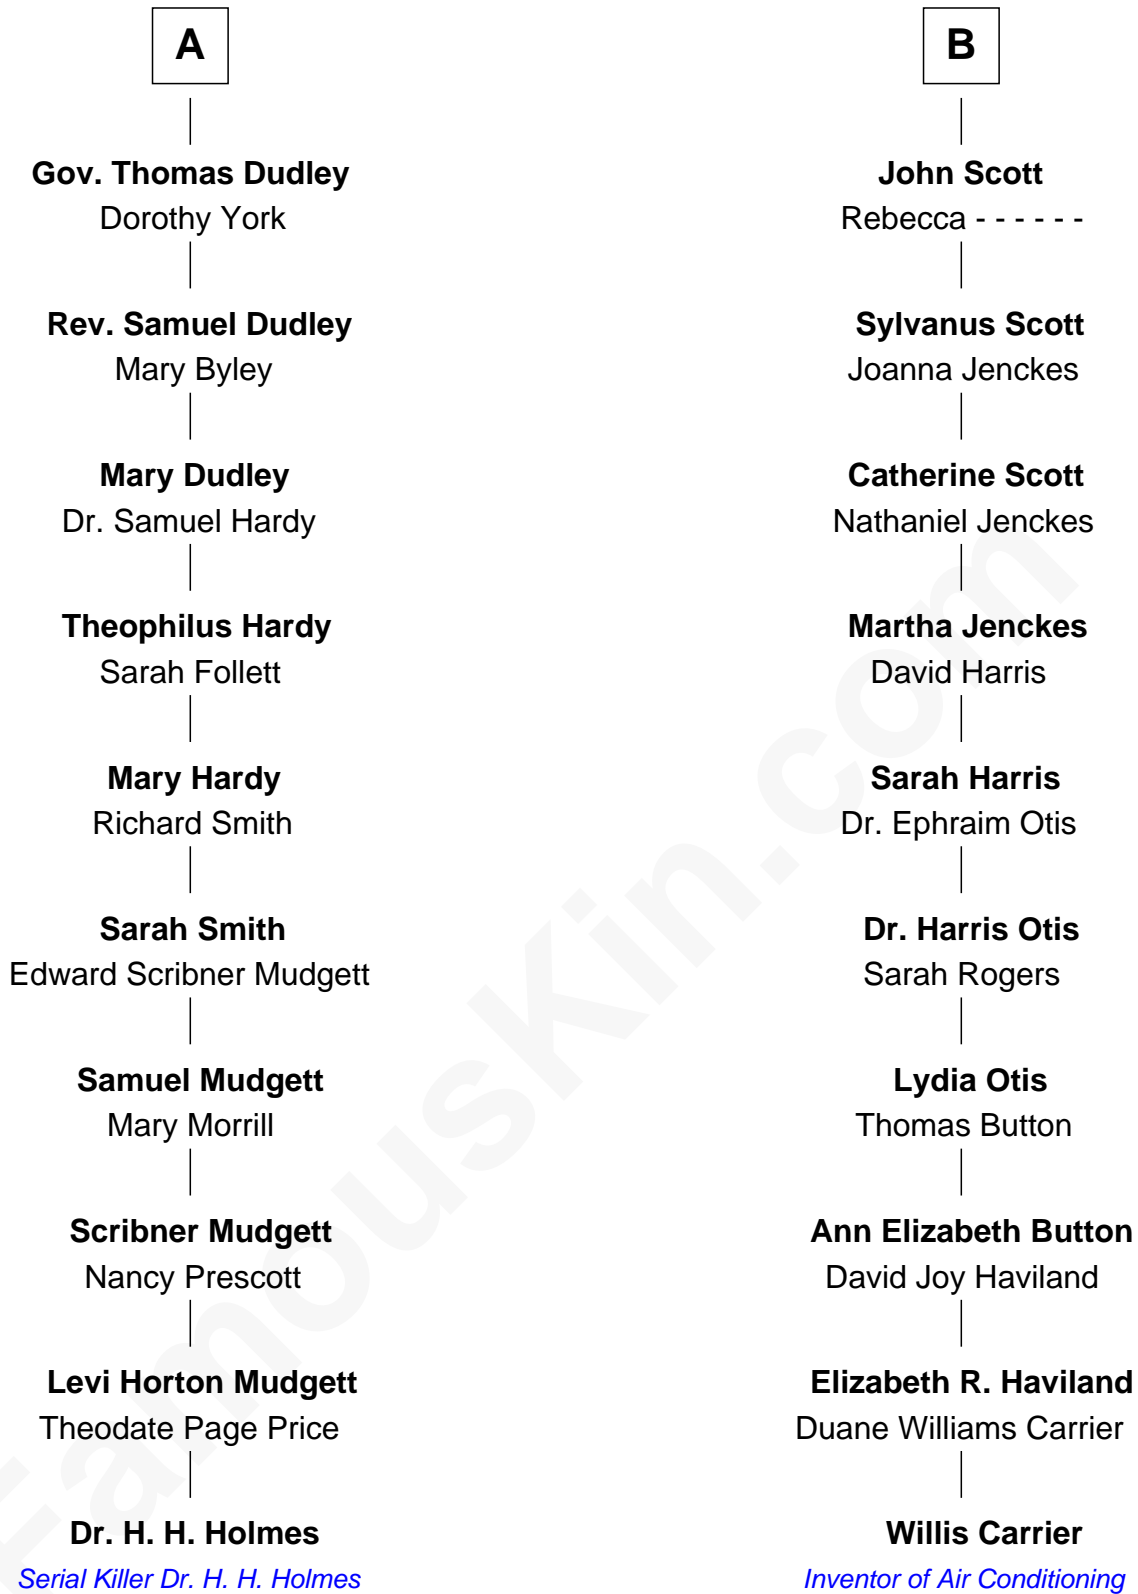 A
Gov. Thomas Dudley
Dorothy York
Rev. Samuel Dudley
Mary Byley
Mary Dudley
Dr. Samuel Hardy
Theophilus Hardy
Sarah Follett
Mary Hardy
Richard Smith
Sarah Smith
Edward Scribner Mudgett
Samuel Mudgett
Mary Morrill
Scribner Mudgett
Nancy Prescott
Levi Horton Mudgett
Theodate Page Price
Dr. H. H. Holmes
Serial Killer Dr. H. H. Holmes
B
John Scott
Rebecca - - - - - -
Sylvanus Scott
Joanna Jenckes
Catherine Scott
Nathaniel Jenckes
Martha Jenckes
David Harris
Sarah Harris
Dr. Ephraim Otis
Dr. Harris Otis
Sarah Rogers
Lydia Otis
Thomas Button
Ann Elizabeth Button
David Joy Haviland
Elizabeth R. Haviland
Duane Williams Carrier
Willis Carrier
Inventor of Air Conditioning
FamousKin.com